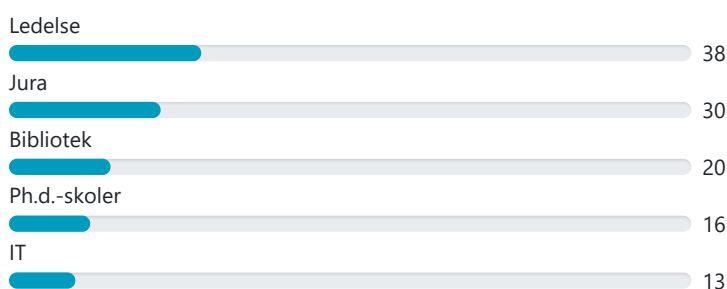 Ledelse
38
Jura
30
Bibliotek
20
Ph.d.-skoler
16
IT
13